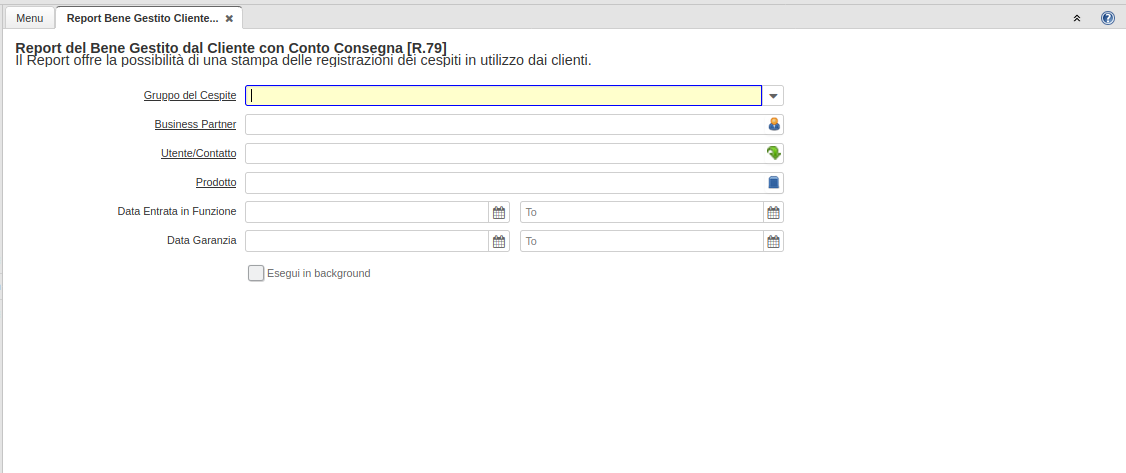 Menu
Report Bene Gestito Cliente...
Report del Bene Gestito dal Cliente con Conto Consegna [R.79]
Il Report offre la possibilità di una stampa delle registrazioni dei cespiti in utilizzo dai clienti.
Gruppo del Cespite
Business Partner
Utente/Contatto
Prodotto
Data Entrata in Funzione To
Data Garanzia To
Esegui in background